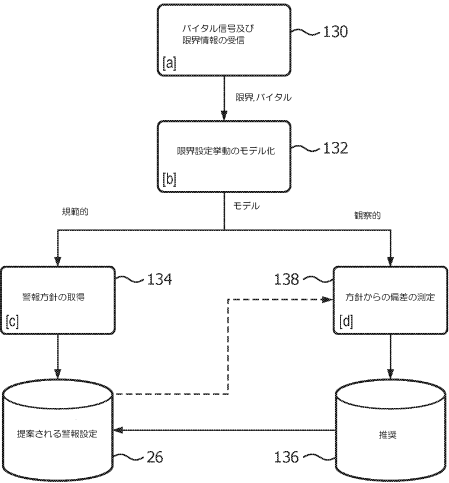 バイタル信号及び
限界情報の受信
[a]
130
限界,バイタル
限界設定挙動のモデル化
[b]
132
モデル
規範的
観察的
警報方針の取得
[c]
134
138
方針からの偏差の測定
[d]
提案される警報設定
26
推奨
136